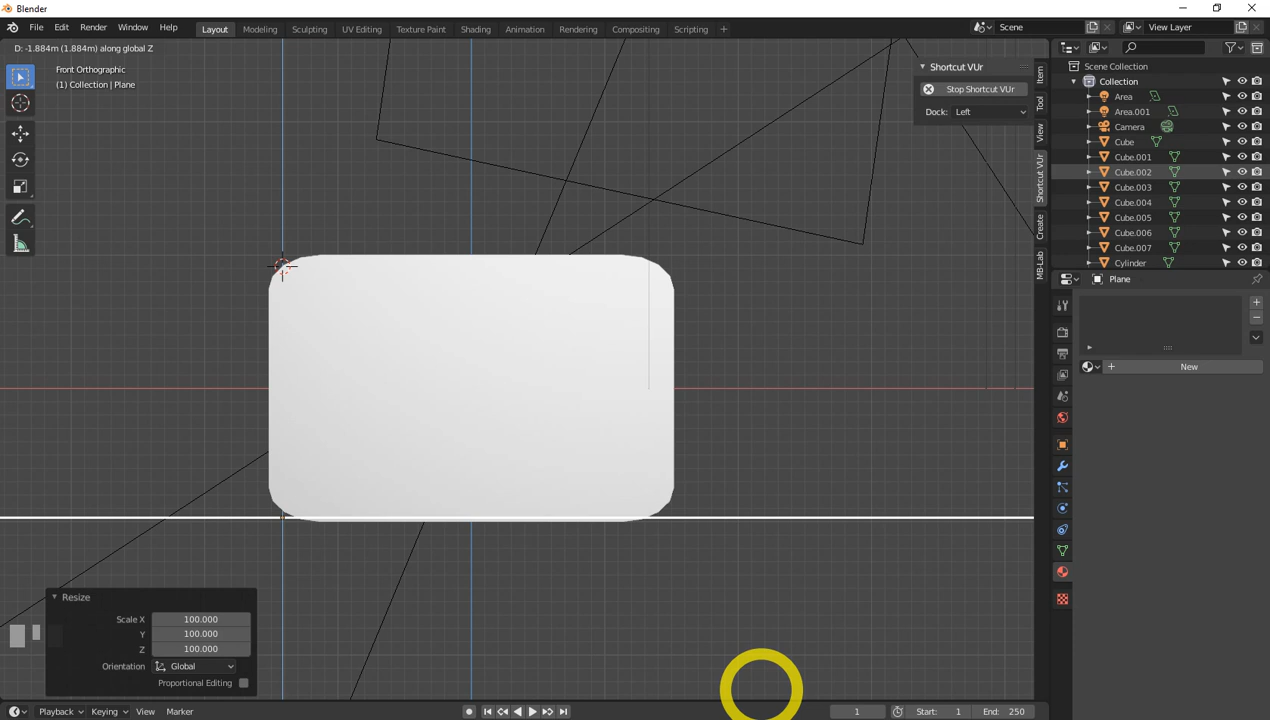 Blender
File Edit Render Window Help Layout Modeling Sculpting UV Editing Texture Paint Shading Animation Rendering Compositing Scripting + Scene View Layer
D: -1.884m (1.884m) along global Z
Front Orthographic
(1) Collection | Plane
Shortcut VUr
Stop Shortcut VUr
Dock: Left
Item
Tool
View
Shortcut VUr
Create
MB-Lab
Scene Collection
Collection
Area
Area.001
Camera
Cube
Cube.001
Cube.002
Cube.003
Cube.004
Cube.005
Cube.006
Cube.007
Cylinder
Plane
New
Resize
Scale X 100.000
Y 100.000
Z 100.000
Orientation Global
Proportional Editing
Playback Keying View Marker 1 Start: 1 End: 250